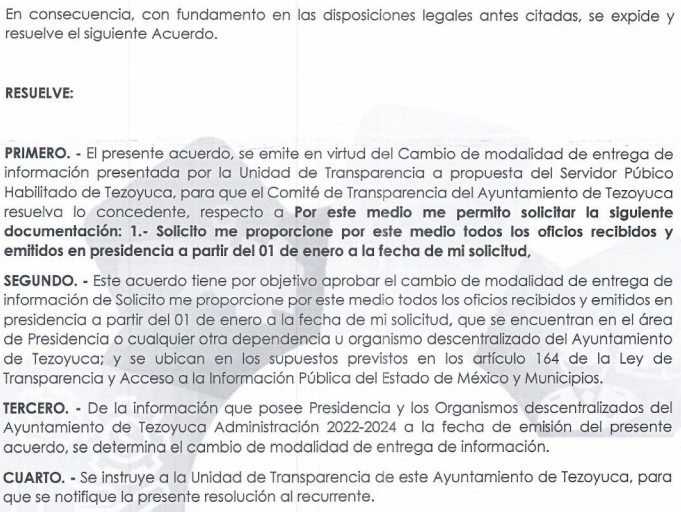 En consecuencia, con fundamento en las disposiciones legales antes citadas, se expide y
resuelve el siguiente Acuerdo.
RESUELVE:
PRIMERO. - El presente acuerdo, se emite en virtud del Cambio de modalidad de entrega de
información presentada por la Unidad de Transparencia a propuesta del Servidor Púbico
Habilitado de Tezoyuca, para que el Comité de Transparencia del Ayuntamiento de Tezoyuca
resuelva lo concedente, respecto a Por este medio me permito solicitar la siguiente
documentación: 1.- Solicito me proporcione por este medio todos los oficios recibidos y
emitidos en presidencia a partir del 01 de enero a la fecha de mi solicitud,
SEGUNDO. - Este acuerdo tiene por objetivo aprobar el cambio de modalidad de entrega de
información de Solicito me proporcione por este medio todos los oficios recibidos y emitidos en
presidencia a partir del 01 de enero a la fecha de mi solicitud, que se encuentran en el área
de Presidencia o cualquier otra dependencia u organismo descentralizado del Ayuntamiento
de Tezoyuca; y se ubican en los supuestos previstos en los artículo 164 de la Ley de
Transparencia y Acceso a la Información Pública del Estado de México y Municipios.
TERCERO. - De la información que posee Presidencia y los Organismos descentralizados del
Ayuntamiento de Tezoyuca Administración 2022-2024 a la fecha de emisión del presente
acuerdo, se determina el cambio de modalidad de entrega de información.
CUARTO. - Se instruye a la Unidad de Transparencia de este Ayuntamiento de Tezoyuca, para
que se notifique la presente resolución al recurrente.